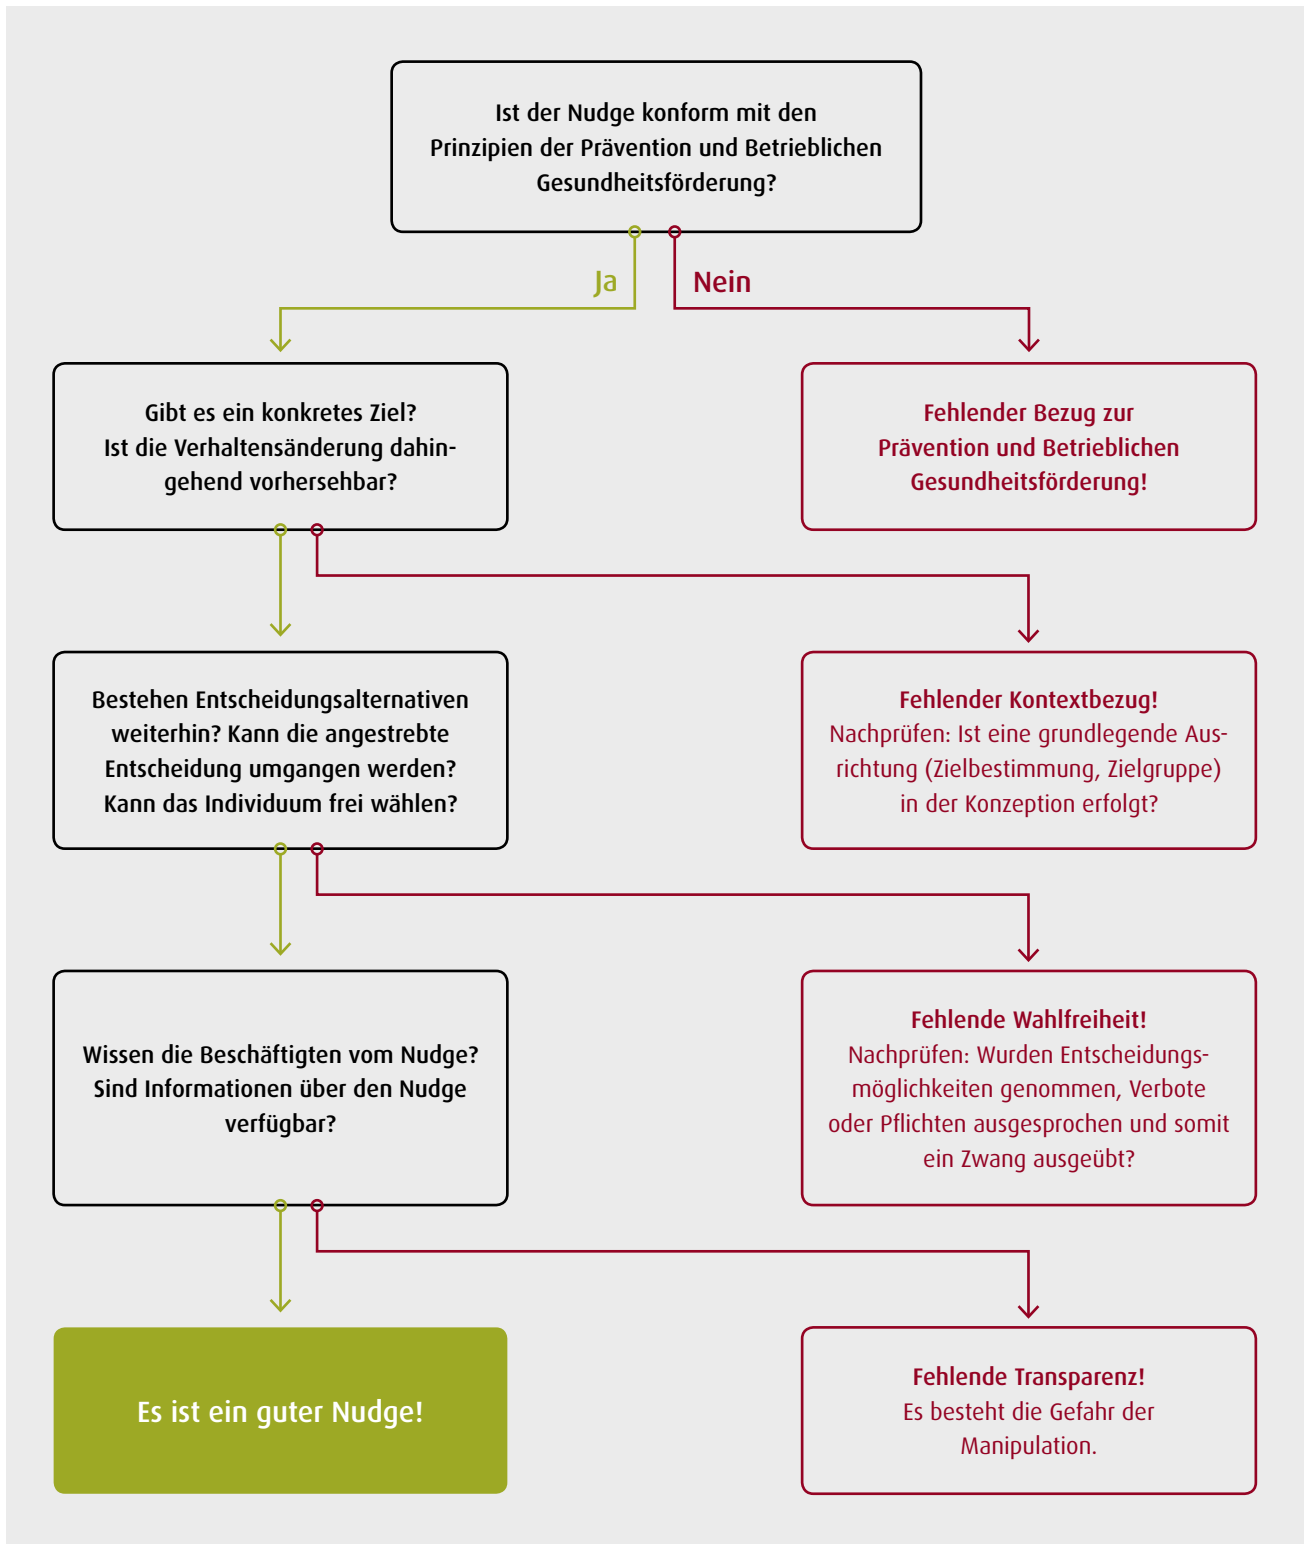 Ist der Nudge konform mit den
Prinzipien der Prävention und Betrieblichen
Gesundheitsförderung?
Ja
Nein
Gibt es ein konkretes Ziel?
Ist die Verhaltensänderung dahin-
gehend vorhersehbar?
Fehlender Bezug zur
Prävention und Betrieblichen
Gesundheitsförderung!
Bestehen Entscheidungsalternativen
weiterhin? Kann die angestrebte
Entscheidung umgangen werden?
Kann das Individuum frei wählen?
Fehlender Kontextbezug!
Nachprüfen: Ist eine grundlegende Aus-
richtung (Zielbestimmung, Zielgruppe)
in der Konzeption erfolgt?
Wissen die Beschäftigten vom Nudge?
Sind Informationen über den Nudge
verfügbar?
Fehlende Wahlfreiheit!
Nachprüfen: Wurden Entscheidungs-
möglichkeiten genommen, Verbote
oder Pflichten ausgesprochen und somit
ein Zwang ausgeübt?
Es ist ein guter Nudge!
Fehlende Transparenz!
Es besteht die Gefahr der
Manipulation.